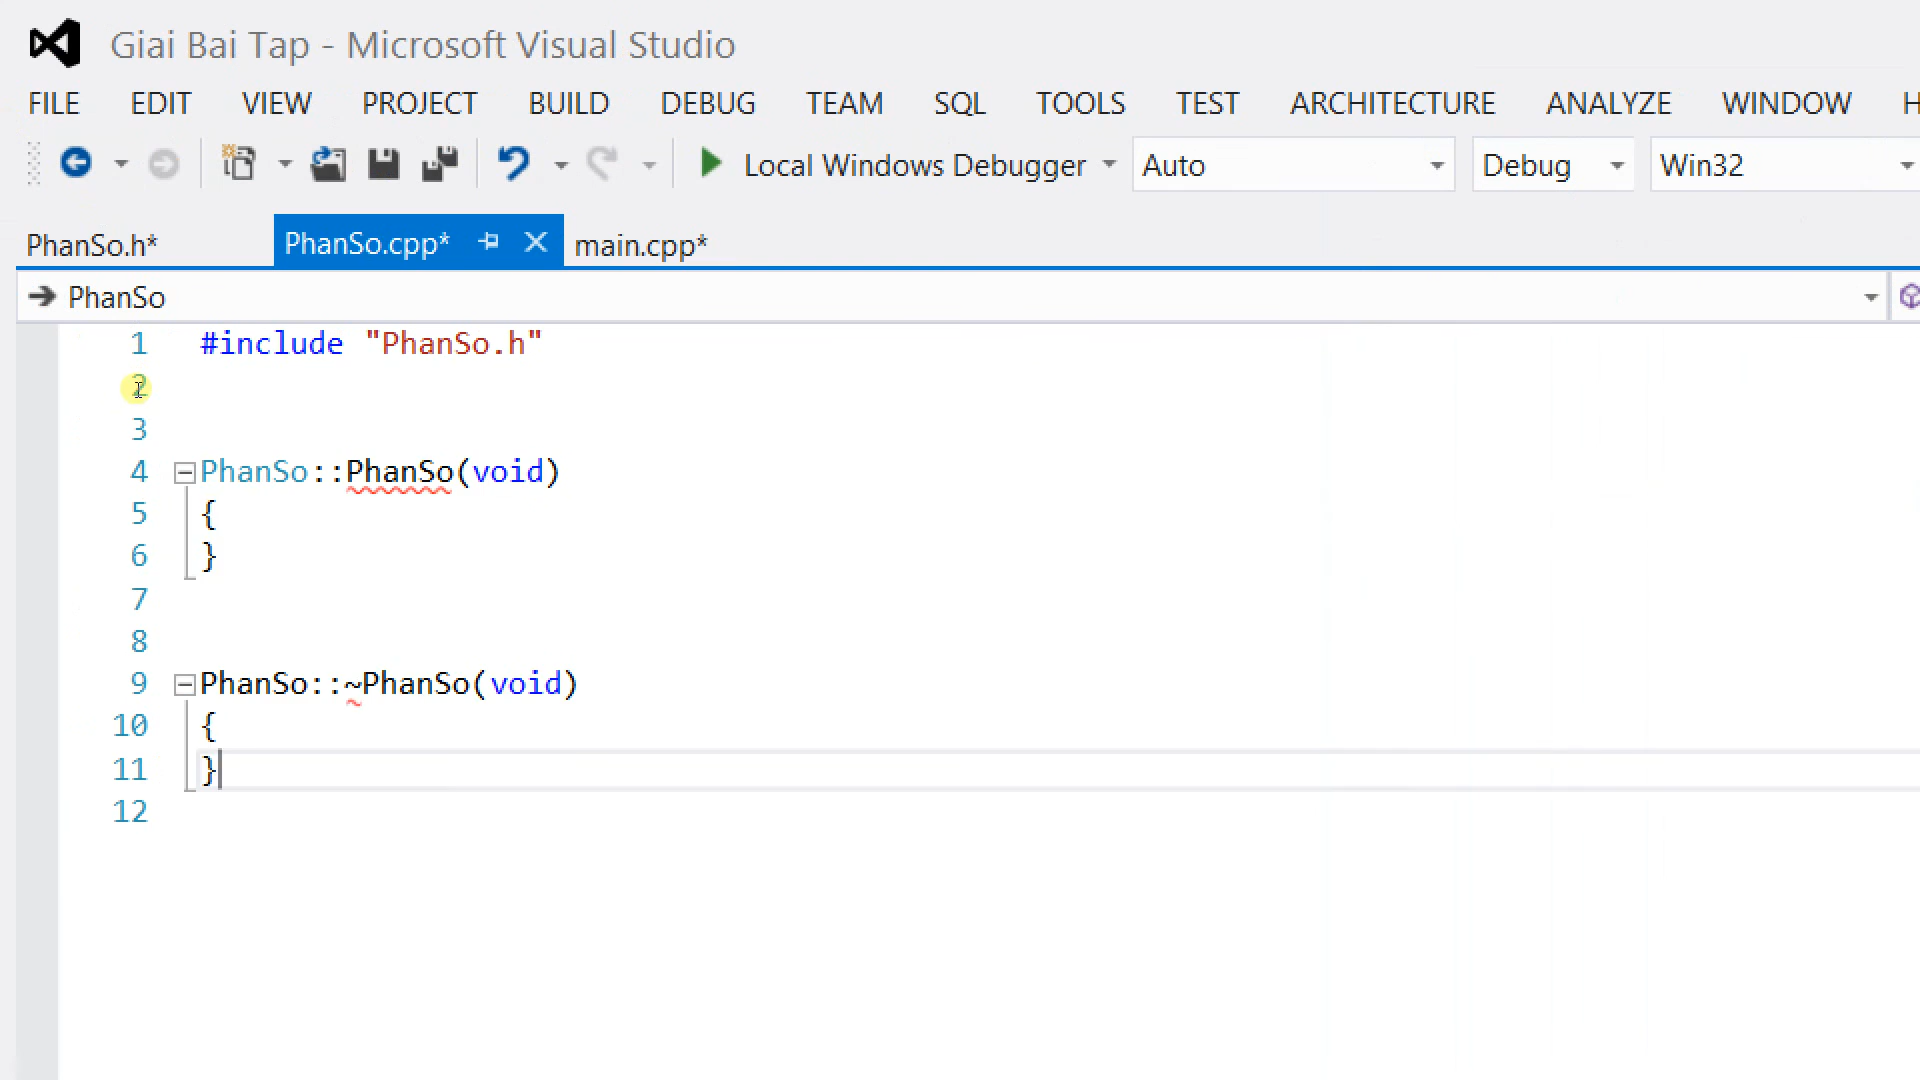 Giai Bai Tap - Microsoft Visual Studio
FILE EDIT VIEW PROJECT BUILD DEBUG TEAM SQL TOOLS TEST ARCHITECTURE ANALYZE WINDOW H
Local Windows Debugger Auto Debug Win32
PhanSo.h* PhanSo.cpp* main.cpp*
PhanSo
1 #include "PhanSo.h"
2
3
4 PhanSo::PhanSo(void)
5 {
6 }
7
8
9 PhanSo::~PhanSo(void)
10 {
11 }
12